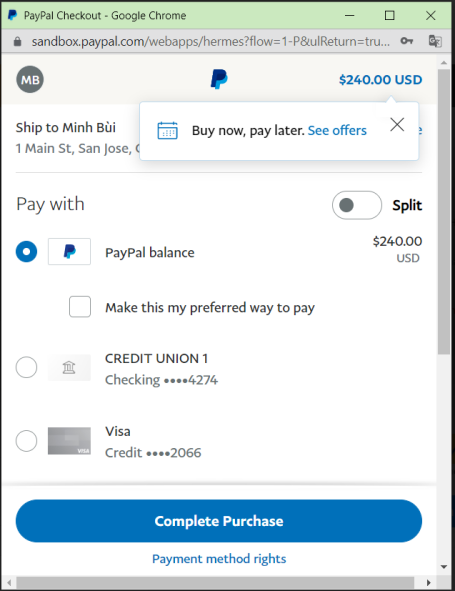 PayPal Checkout - Google Chrome
sandbox.paypal.com/webapps/hermes?flow=1-P&ulReturn=tru...
MB
$240.00 USD
Buy now, pay later. See offers
Ship to Minh Bùi
1 Main St, San Jose,
Pay with
Split
PayPal balance
$240.00
USD
Make this my preferred way to pay
CREDIT UNION 1
Checking ••••4274
VISA
Visa
Credit ••••2066
Complete Purchase
Payment method rights